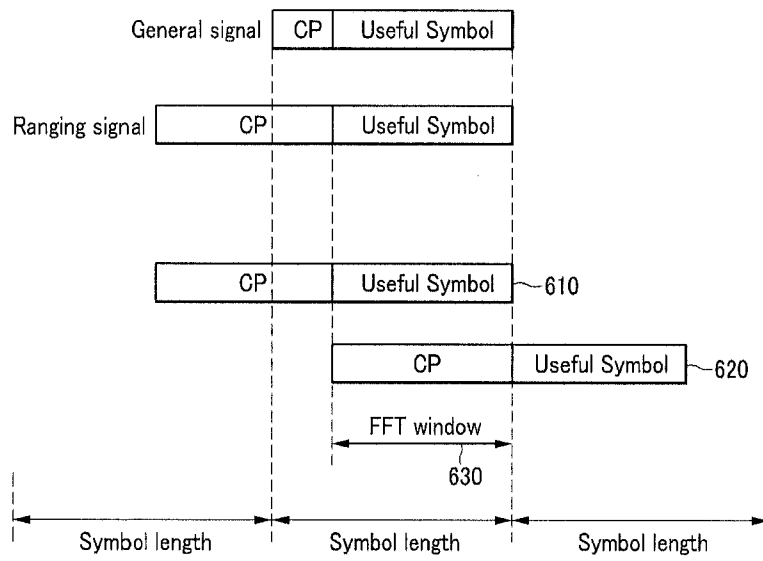 General signal CP Useful Symbol
Ranging signal CP Useful Symbol
CP Useful Symbol 610
CP Useful Symbol 620
FFT window
630
Symbol length Symbol length Symbol length